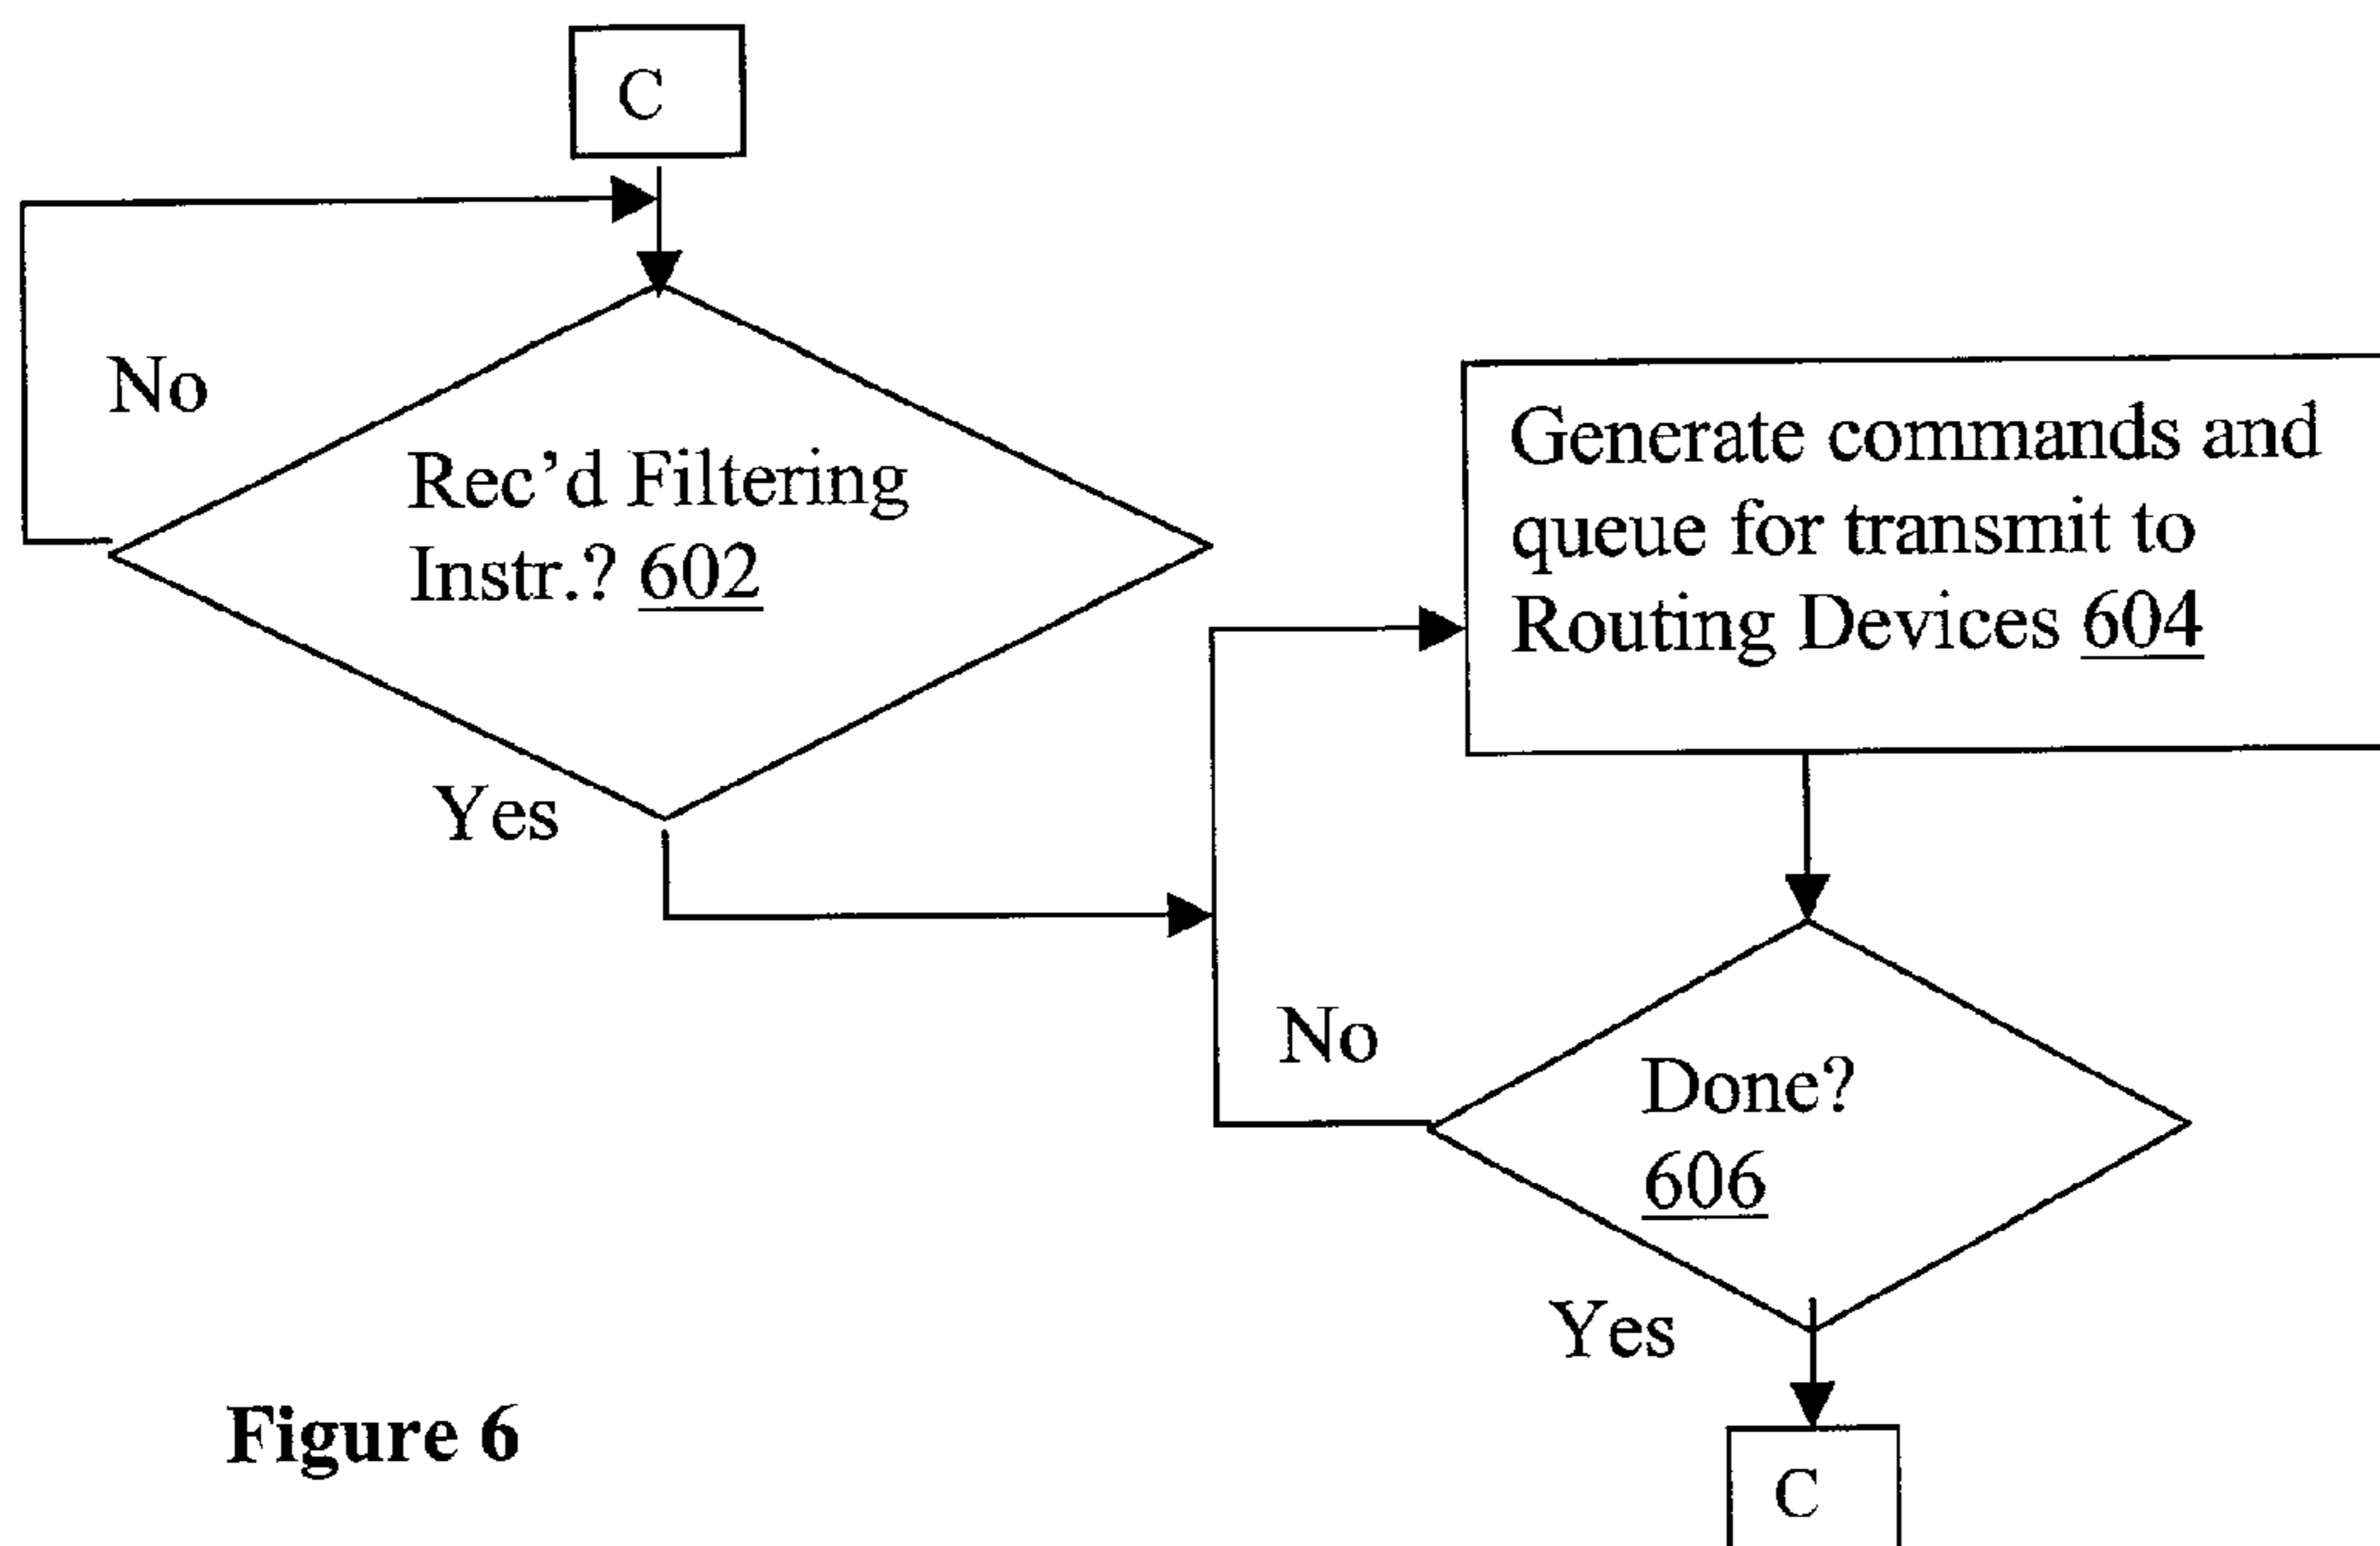 C
No
Rec’d Filtering
Instr.? 602
Yes
Generate commands and
queue for transmit to
Routing Devices 604
No
Done?
606
Yes
C
Figure 6